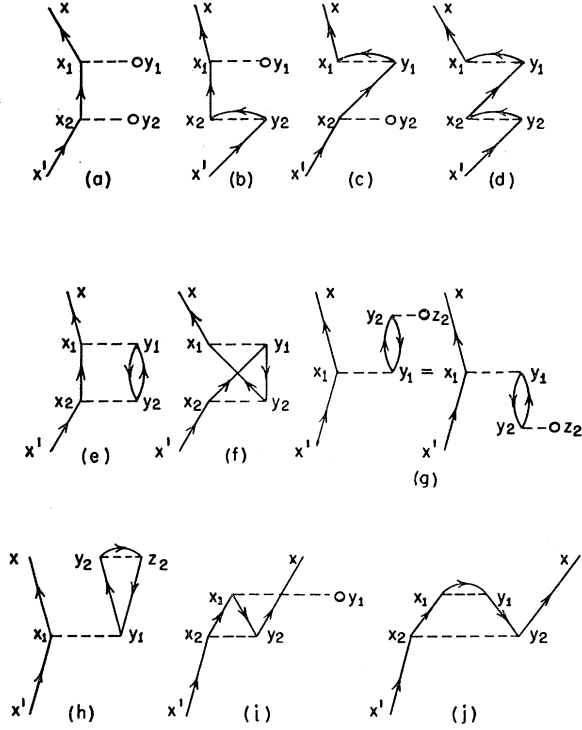 x x x x
x₁ y₁ x₁ y₁ x₁ y₁ x₁ y₁
x₂ y₂ x₂ y₂ x₂ y₂ x₂ y₂
x' (a) x' (b) x' (c) x' (d)
x x x x
y₂ z₂
x₁ y₁ x₁ y₁ x₁ y₁ = x₁ y₁
x₂ y₂ x₂ y₂ y₂ z₂
x' (e) x' (f) x' x'
(g)
x y₂ z₂ x x
x₁ y₁ x₁ y₁
x₁ y₁ x₂ y₂ x₂ y₂
x' (h) x' (i) x' (j)